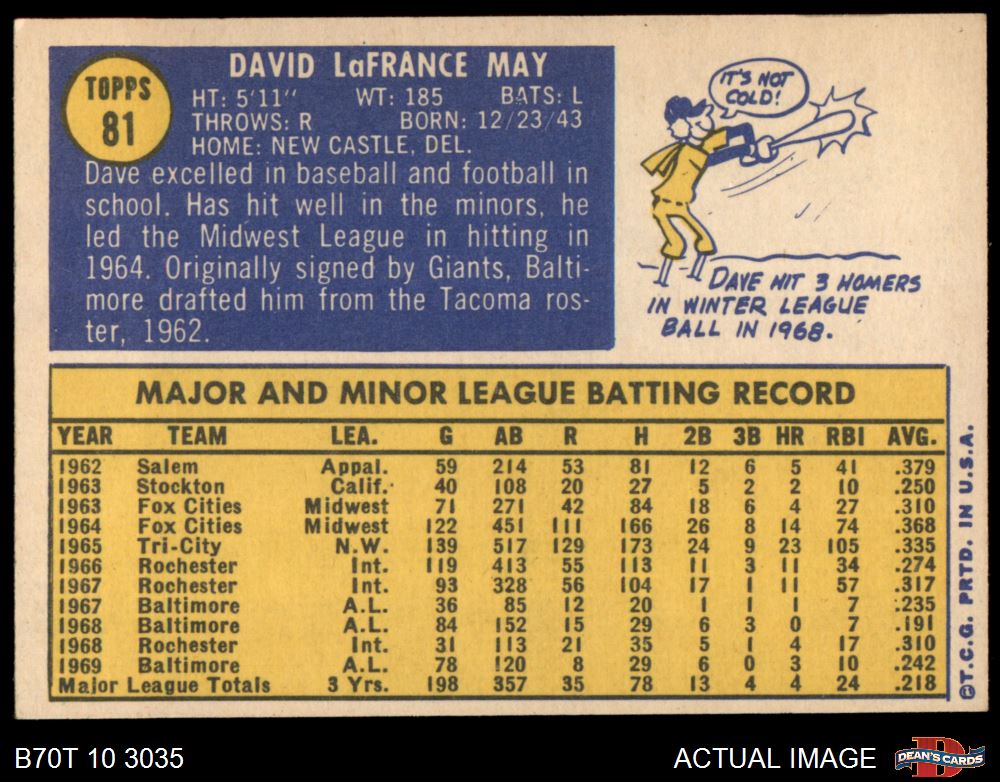 TOPPS
81
DAVID LaFRANCE MAY
HT: 5'11" WT: 185 BATS: L
THROWS: R BORN: 12/23/43
HOME: NEW CASTLE, DEL.
Dave excelled in baseball and football in
school. Has hit well in the minors, he
led the Midwest League in hitting in
1964. Originally signed by Giants, Balti-
more drafted him from the Tacoma ros-
ter, 1962.
IT'S NOT
COLD!
DAVE HIT 3 HOMERS
IN WINTER LEAGUE
BALL IN 1968.
MAJOR AND MINOR LEAGUE BATTING RECORD
YEAR TEAM LEA. G AB R H 2B 3B HR RBI AVG.
1962 Salem Appal. 59 214 53 81 12 6 5 41 .379
1963 Stockton Calif. 40 108 20 27 5 2 2 10 .250
1963 Fox Cities Midwest 71 271 42 84 18 6 4 27 .310
1964 Fox Cities Midwest 122 451 111 166 26 8 14 74 .368
1965 Tri-City N.W. 139 517 129 173 24 9 23 105 .335
1966 Rochester Int. 119 413 55 113 11 3 11 34 .274
1967 Rochester Int. 93 328 56 104 17 1 11 57 .317
1967 Baltimore A.L. 36 85 12 20 1 1 1 7 .235
1968 Baltimore A.L. 84 152 15 29 6 3 0 7 .191
1968 Rochester Int. 31 113 21 35 5 1 4 17 .310
1969 Baltimore A.L. 78 120 8 29 6 0 3 10 .242
Major League Totals 3 Yrs. 198 357 35 78 13 4 4 24 .218
©T.C.G. PRTD. IN U.S.A.
B70T 10 3035
ACTUAL IMAGE
D
DEAN'S CARDS